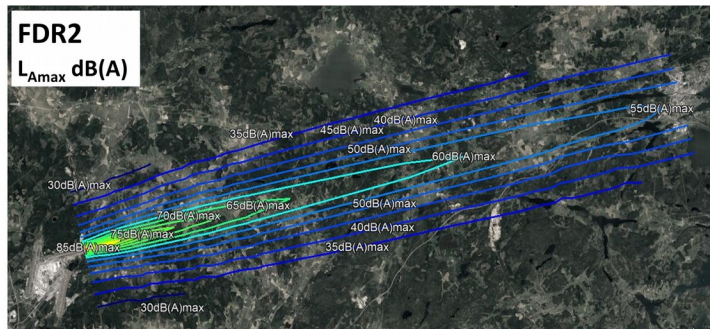 FDR2
LAmax dB(A)
35dB(A)max
45dB(A)max
40dB(A)max
50dB(A)max
55dB(A)max
60dB(A)max
30dB(A)max
65dB(A)max
70dB(A)max
75dB(A)max
85dB(A)max
50dB(A)max
40dB(A)max
35dB(A)max
30dB(A)max